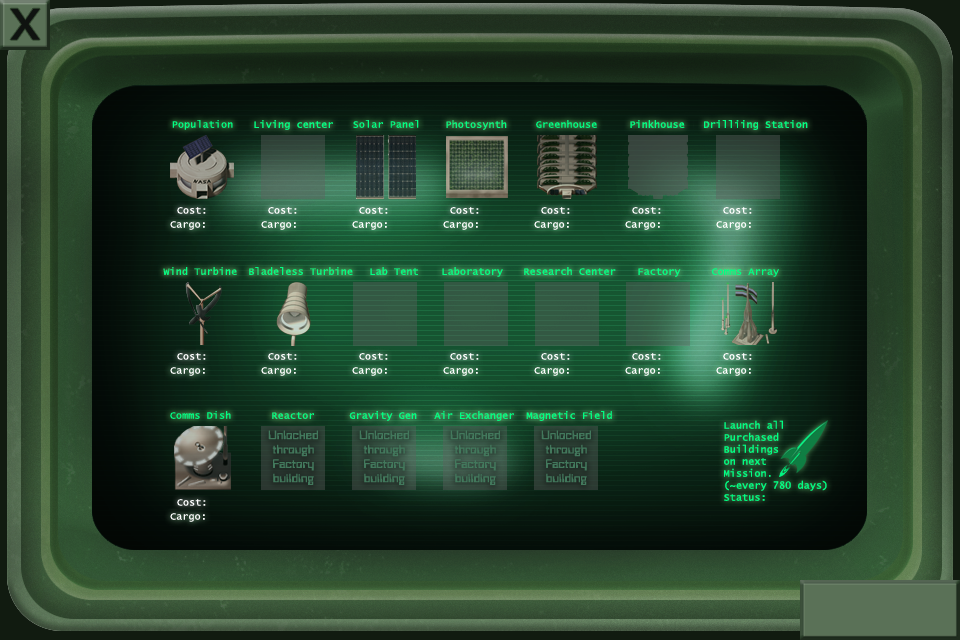 X
Population Living center Solar Panel Photosynth Greenhouse Pinkhouse Drilliing Station
NASA
Cost: Cost: Cost: Cost: Cost: Cost: Cost:
Cargo: Cargo: Cargo: Cargo: Cargo: Cargo: Cargo:
Wind Turbine Bladeless Turbine Lab Tent Laboratory Research Center Factory Comms Array
Cost: Cost: Cost: Cost: Cost: Cost: Cost:
Cargo: Cargo: Cargo: Cargo: Cargo: Cargo: Cargo:
Comms Dish Reactor Gravity Gen Air Exchanger Magnetic Field
Unlocked Unlocked Unlocked Unlocked
through through through through
Factory Factory Factory Factory
building building building building
Cost:
Cargo:
Launch all
Purchased
Buildings
on next
Mission.
(~every 780 days)
Status: